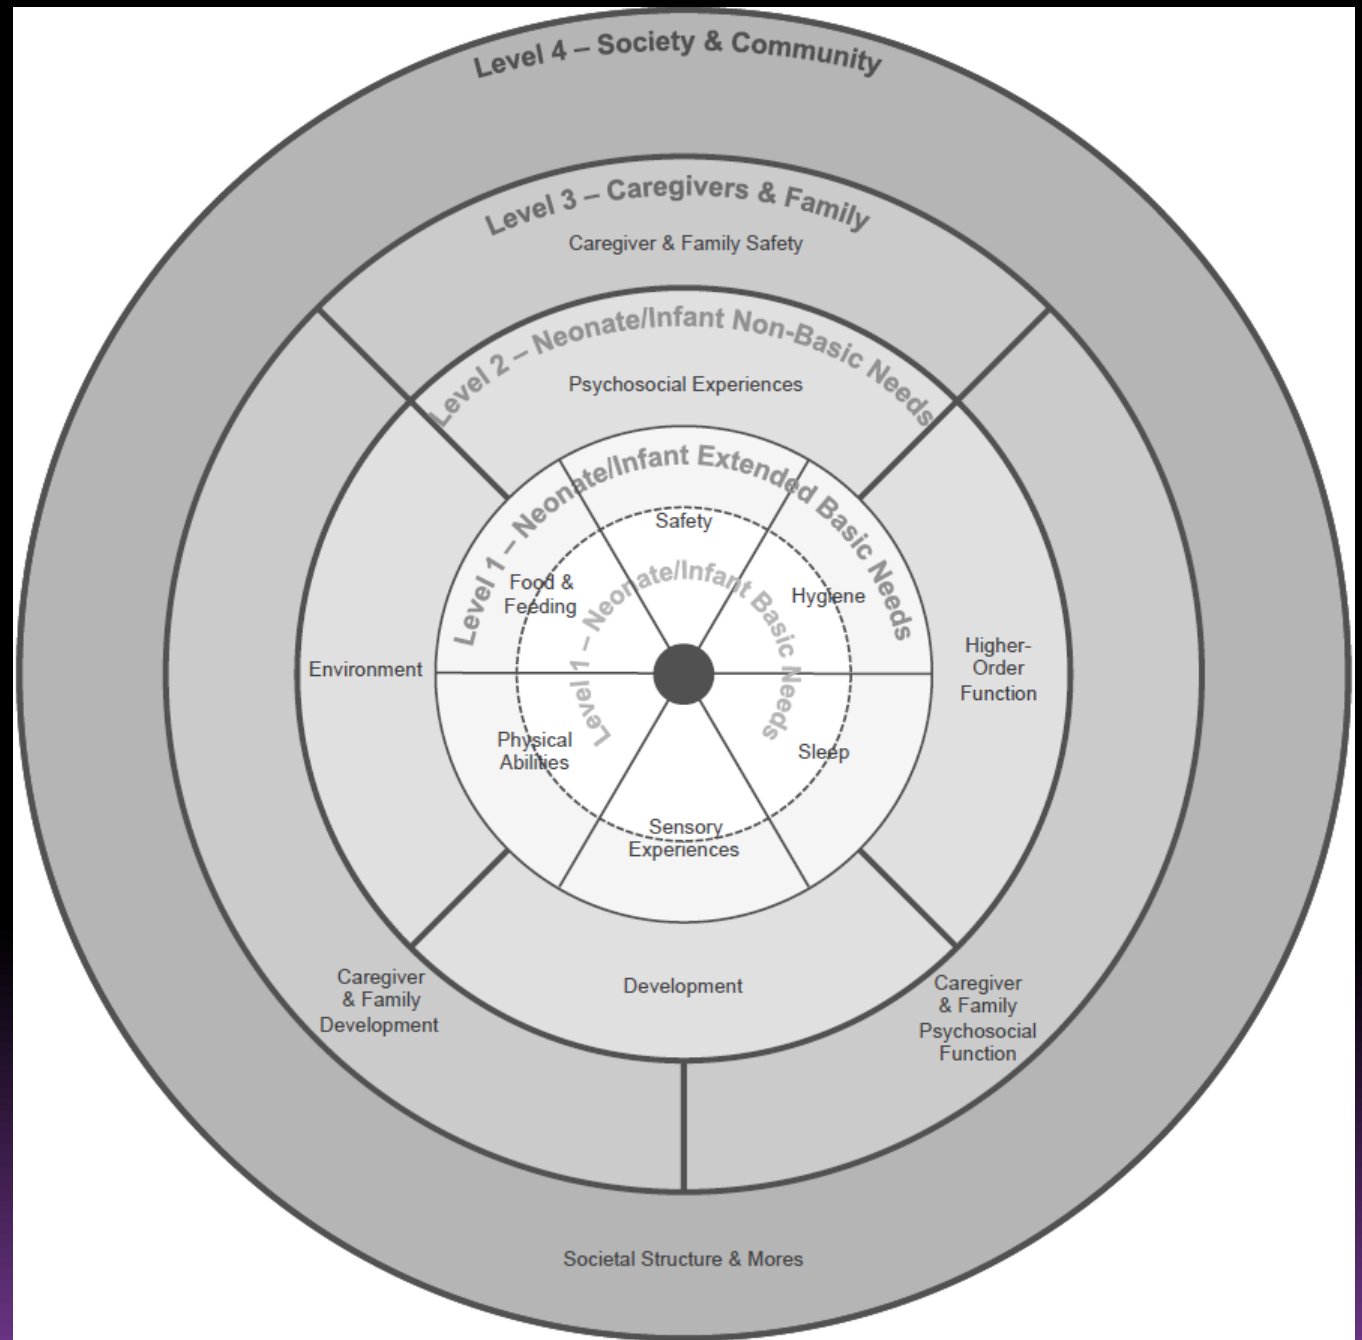 Level 4 – Society & Community
Level 3 – Caregivers & Family
Caregiver & Family Safety
Level 2 – Neonate/Infant Non-Basic Needs
Psychosocial Experiences
Level 1 – Neonate/Infant Extended Basic Needs
Safety
Level 1 – Neonate/Infant Basic Needs
Food &
Feeding
Hygiene
Environment
Higher-
Order
Function
Physical
Abilities
Sleep
Sensory
Experiences
Development
Caregiver
& Family
Development
Caregiver
& Family
Psychosocial
Function
Societal Structure & Mores